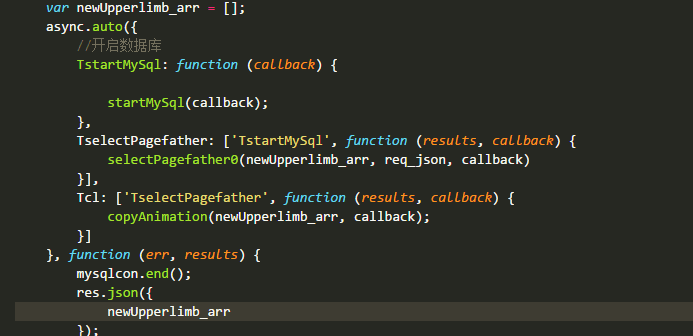 var newUpperlimb_arr = [];
async.auto({
//开启数据库
TstartMySql: function (callback) {
startMySql(callback);
},
TselectPagefather: ['TstartMySql', function (results, callback) {
selectPagefather0(newUpperlimb_arr, req_json, callback)
}],
Tcl: ['TselectPagefather', function (results, callback) {
copyAnimation(newUpperlimb_arr, callback);
}]
}, function (err, results) {
mysqlcon.end();
res.json({
newUpperlimb_arr
});